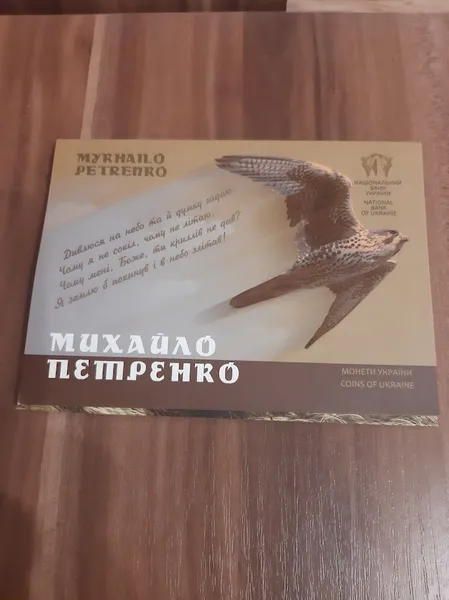 MYKHAILO
PETRENKO
НАЦІОНАЛЬНИЙ
БАНК
УКРАЇНИ
NATIONAL
BANK
OF UKRAINE
Дивлюся на небо та й думку гадаю:
Чому я не сокіл, чому не літаю,
Чому мені, Боже, ти криллів не дав?
Я землю б покинув і в небо злітав!
МИХАЙЛО
ПЕТРЕНКО
МОНЕТИ УКРАЇНИ
COINS OF UKRAINE